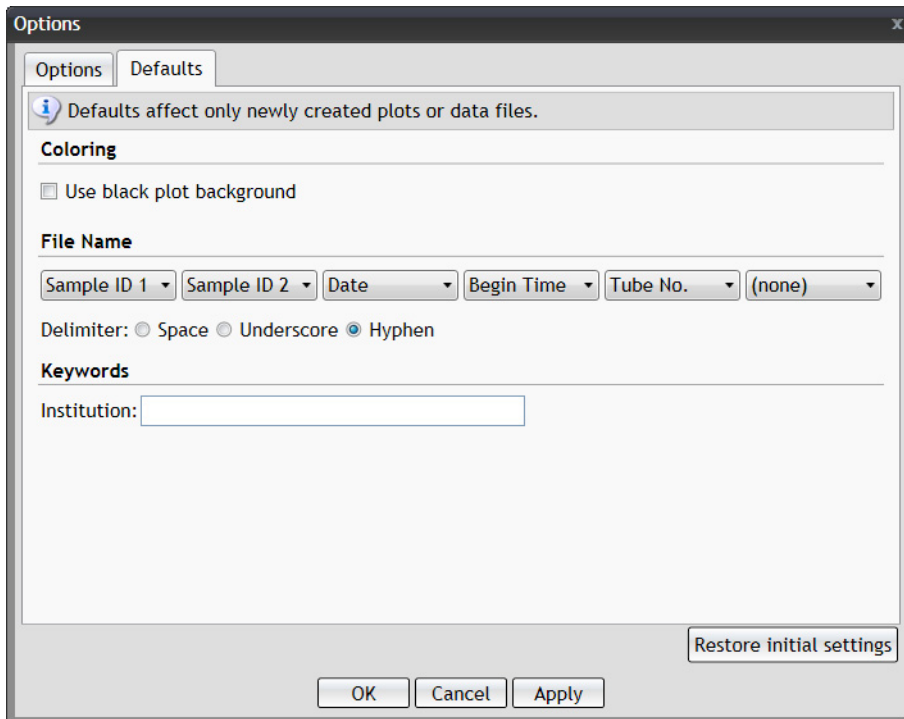 Options x
Options Defaults
Defaults affect only newly created plots or data files.
Coloring
Use black plot background
File Name
Sample ID 1 Sample ID 2 Date Begin Time Tube No. (none)
Delimiter: Space Underscore Hyphen
Keywords
Institution:
Restore initial settings
OK Cancel Apply